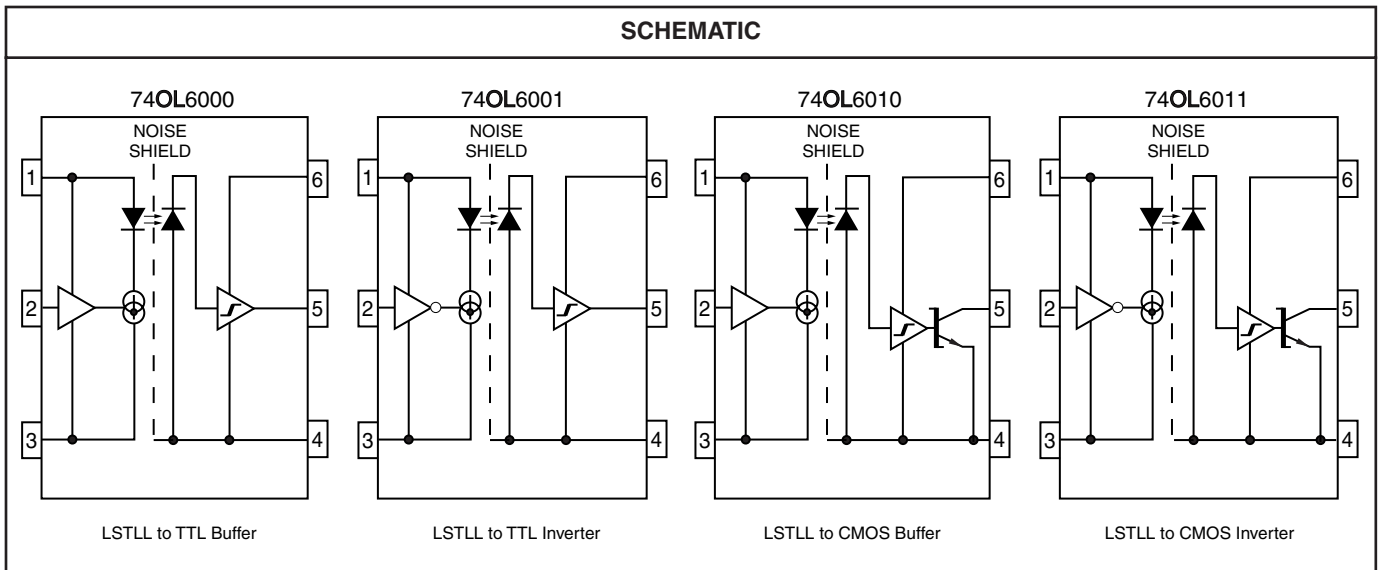 SCHEMATIC
74OL6000
NOISE
SHIELD
1
2
3
6
5
4
LSTLL to TTL Buffer
74OL6001
NOISE
SHIELD
1
2
3
6
5
4
LSTLL to TTL Inverter
74OL6010
NOISE
SHIELD
1
2
3
6
5
4
LSTLL to CMOS Buffer
74OL6011
NOISE
SHIELD
1
2
3
6
5
4
LSTLL to CMOS Inverter